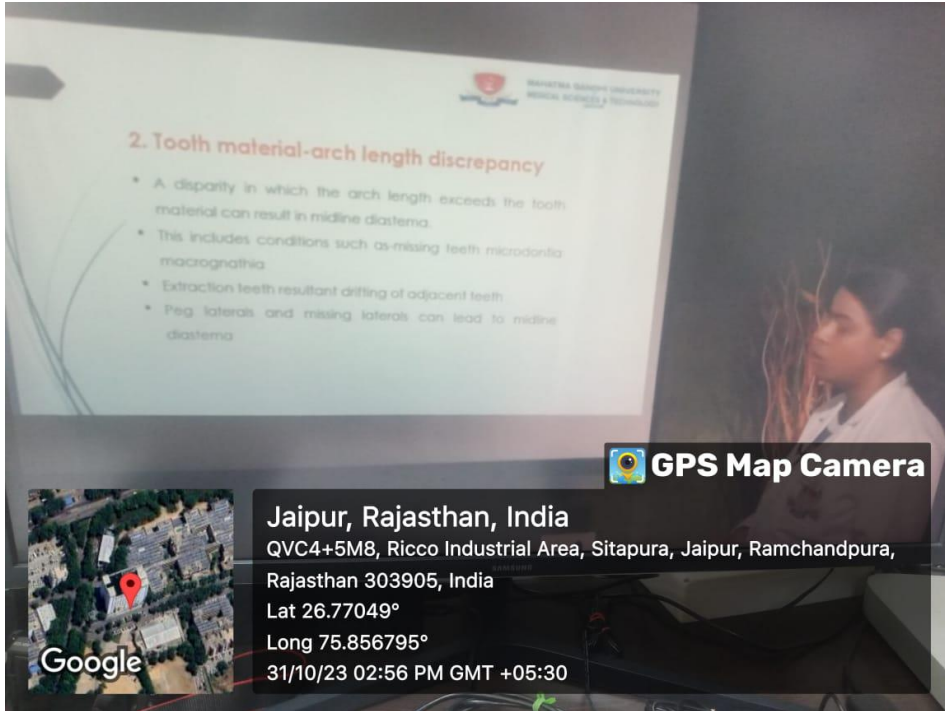 MAHATMA GANDHI UNIVERSITY
MEDICAL SCIENCES & TECHNOLOGY
2. Tooth material-arch length discrepancy
• A disparity in which the arch length exceeds the tooth
material can result in midline diastema.
• This includes conditions such as missing teeth microdontia
macrognathia
• Extraction teeth resultant drifting of adjacent teeth
• Peg laterals and missing laterals can lead to midline
diastema
GPS Map Camera
Jaipur, Rajasthan, India
QVC4+5M8, Ricco Industrial Area, Sitapura, Jaipur, Ramchandpura,
Rajasthan 303905, India
Lat 26.77049°
Long 75.856795°
31/10/23 02:56 PM GMT +05:30
Google
SAMSUNG